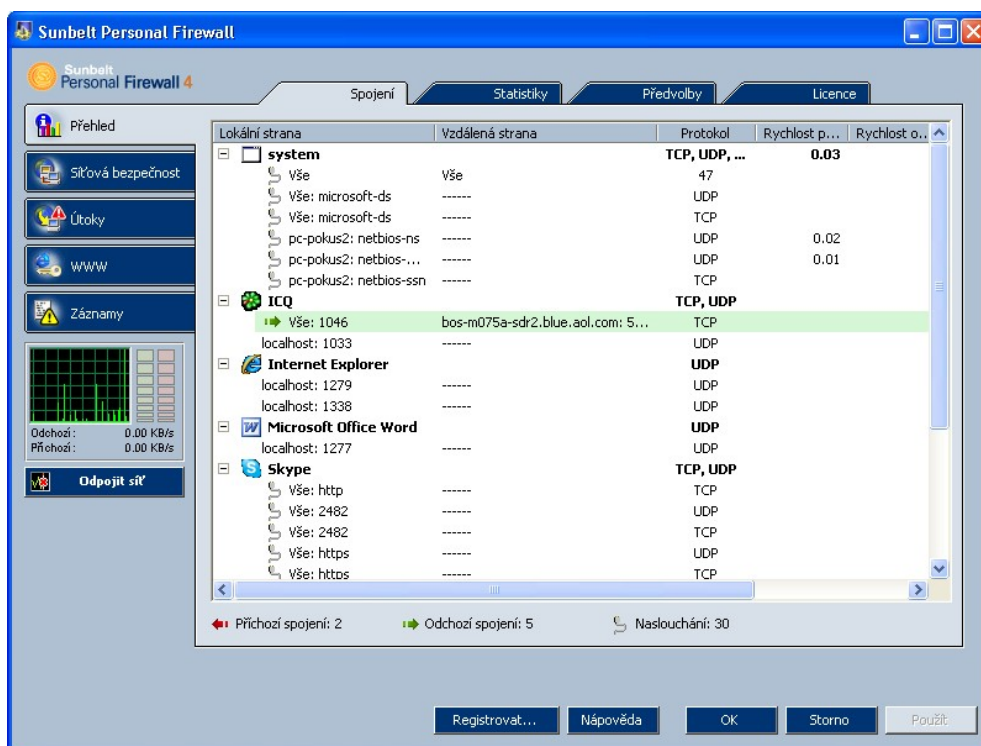 Sunbelt Personal Firewall
Sunbelt
Personal Firewall 4
Spojení Statistiky Předvolby Licence
Přehled
Síťová bezpečnost
Útoky
WWW
Záznamy
Odchozí: 0.00 KB/s
Příchozí: 0.00 KB/s
Odpojit síť
Lokální strana Vzdálená strana Protokol Rychlost p... Rychlost o..
system TCP, UDP, ... 0.03
Vše Vše 47
Vše: microsoft-ds ------ UDP
Vše: microsoft-ds ------ TCP
pc-pokus2: netbios-ns ------ UDP 0.02
pc-pokus2: netbios-... ------ UDP 0.01
pc-pokus2: netbios-ssn ------ TCP
ICQ TCP, UDP
Vše: 1046 bos-m075a-sdr2.blue.aol.com: 5... TCP
localhost: 1033 ------ UDP
Internet Explorer UDP
localhost: 1279 ------ UDP
localhost: 1338 ------ UDP
Microsoft Office Word UDP
localhost: 1277 ------ UDP
Skype TCP, UDP
Vše: http ------ TCP
Vše: 2482 ------ UDP
Vše: 2482 ------ TCP
Vše: https ------ UDP
Vše: https ------ TCP
Příchozí spojení: 2 Odchozí spojení: 5 Naslouchání: 30
Registrovat... Nápověda OK Storno Použít